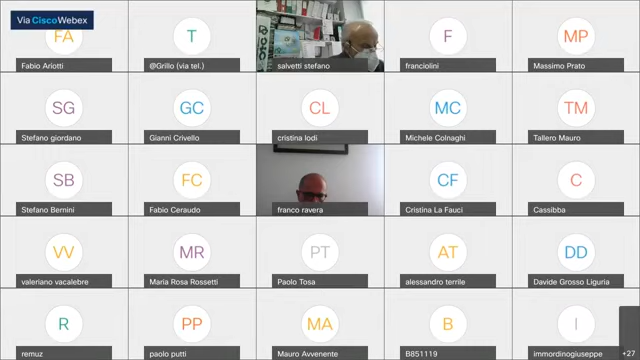 Via Cisco Webex
FA
T
F
MP
Fabio Ariotti
@Grillo (via tel.)
salvetti stefano
franciolini
Massimo Prato
SG
GC
CL
MC
TM
Stefano giordano
Gianni Crivello
cristina lodi
Michele Colnaghi
Tallero Mauro
SB
FC
CF
C
Stefano Bernini
Fabio Ceraudo
franco ravera
Cristina La Fauci
Cassibba
VV
MR
PT
AT
DD
valeriano vacalebre
Maria Rosa Rossetti
Paolo Tosa
alessandro terrile
Davide Grosso Liguria
R
PP
MA
B
I
remuz
paolo putti
Mauro Avvenente
B851119
immordinogiuseppe
+27